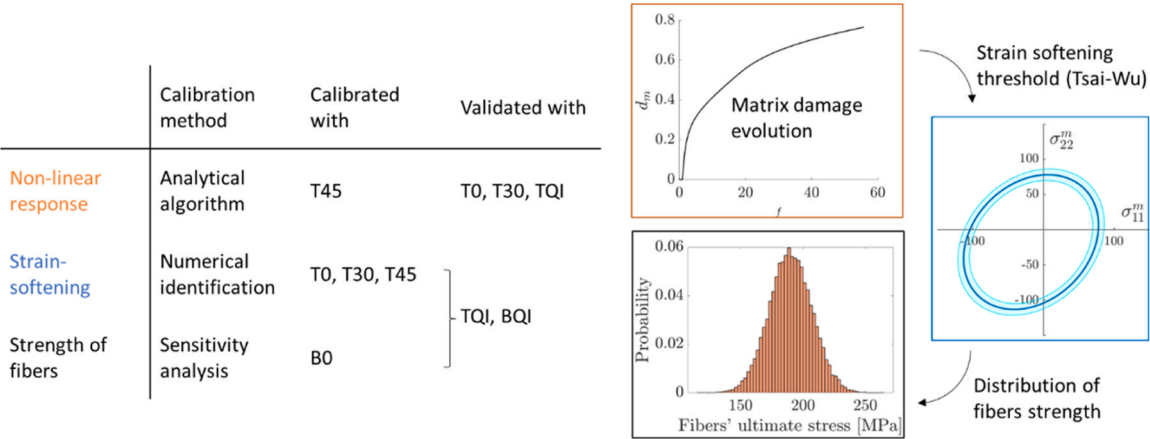 Calibration method
Calibrated with
Validated with
Non-linear response
Analytical algorithm
T45
T0, T30, TQI
Strain-softening
Numerical identification
T0, T30, T45
TQI, BQI
Strength of fibers
Sensitivity analysis
B0
0.8
0.6
0.4
0.2
0
d_m
Matrix damage
evolution
0 20 40 60
f
Strain softening
threshold (Tsai-Wu)
σ₂₂ᵐ
100
50
σ₁₁ᵐ
-100
100
-50
-100
0.06
0.04
0.02
0
Probability
150 200 250
Fibers' ultimate stress [MPa]
Distribution of
fibers strength